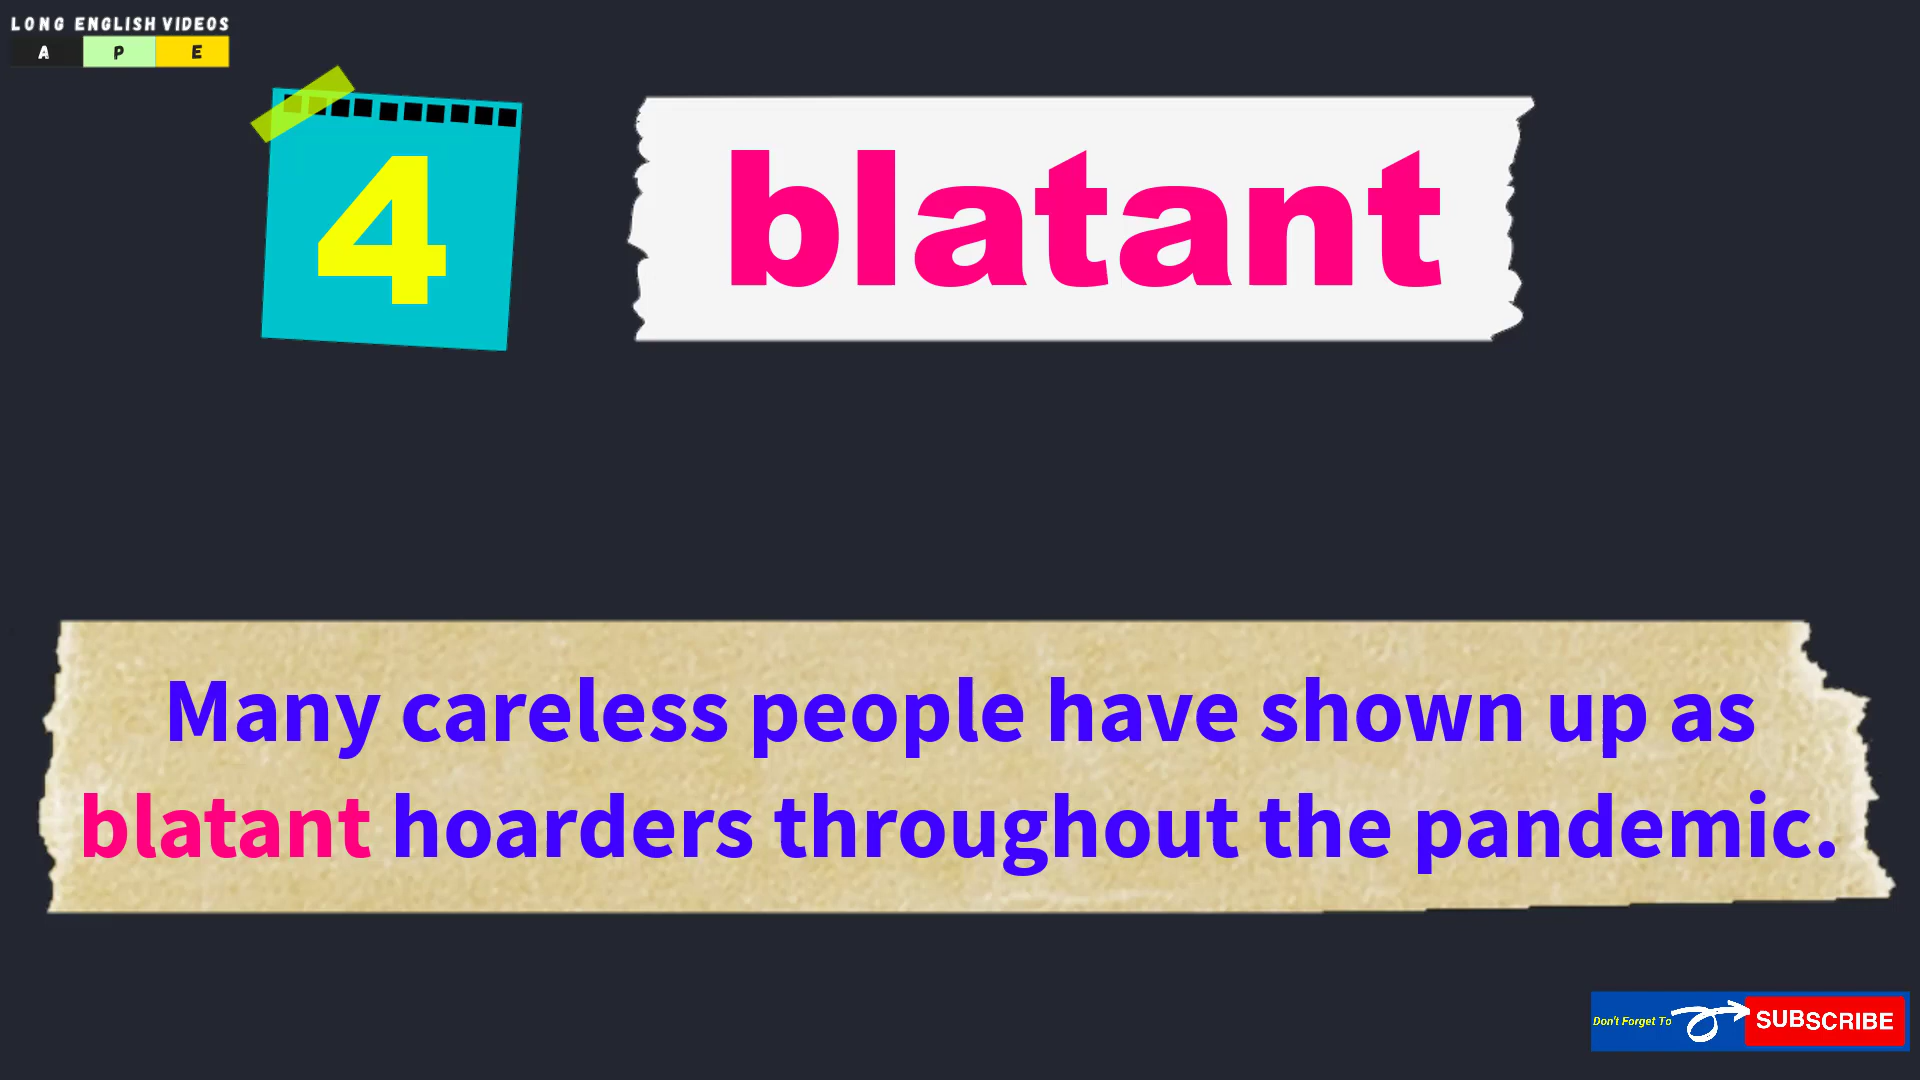 LONG ENGLISH VIDEOS
A P E
4
blatant
Many careless people have shown up as
blatant hoarders throughout the pandemic.
Don't Forget To SUBSCRIBE